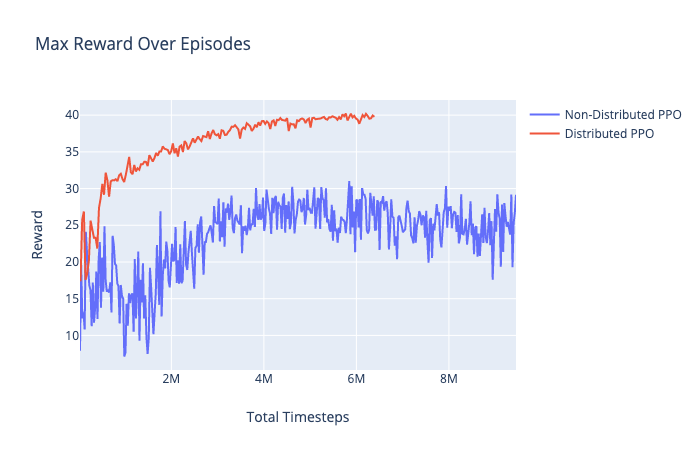 Max Reward Over Episodes
Non-Distributed PPO
Distributed PPO
40
35
30
25
20
15
10
Reward
2M
4M
6M
8M
Total Timesteps